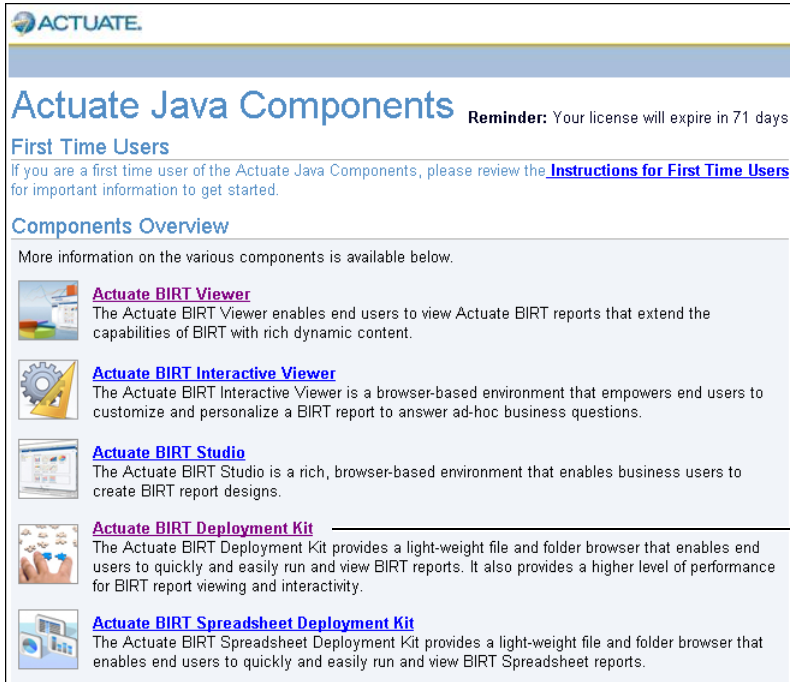 ACTUATE.
Actuate Java Components Reminder: Your license will expire in 71 days
First Time Users
If you are a first time user of the Actuate Java Components, please review the Instructions for First Time Users
for important information to get started.
Components Overview
More information on the various components is available below.
Actuate BIRT Viewer
The Actuate BIRT Viewer enables end users to view Actuate BIRT reports that extend the
capabilities of BIRT with rich dynamic content.
Actuate BIRT Interactive Viewer
The Actuate BIRT Interactive Viewer is a browser-based environment that empowers end users to
customize and personalize a BIRT report to answer ad-hoc business questions.
Actuate BIRT Studio
The Actuate BIRT Studio is a rich, browser-based environment that enables business users to
create BIRT report designs.
Actuate BIRT Deployment Kit
The Actuate BIRT Deployment Kit provides a light-weight file and folder browser that enables end
users to quickly and easily run and view BIRT reports. It also provides a higher level of performance
for BIRT report viewing and interactivity.
Actuate BIRT Spreadsheet Deployment Kit
The Actuate BIRT Spreadsheet Deployment Kit provides a light-weight file and folder browser that
enables end users to quickly and easily run and view BIRT Spreadsheet reports.